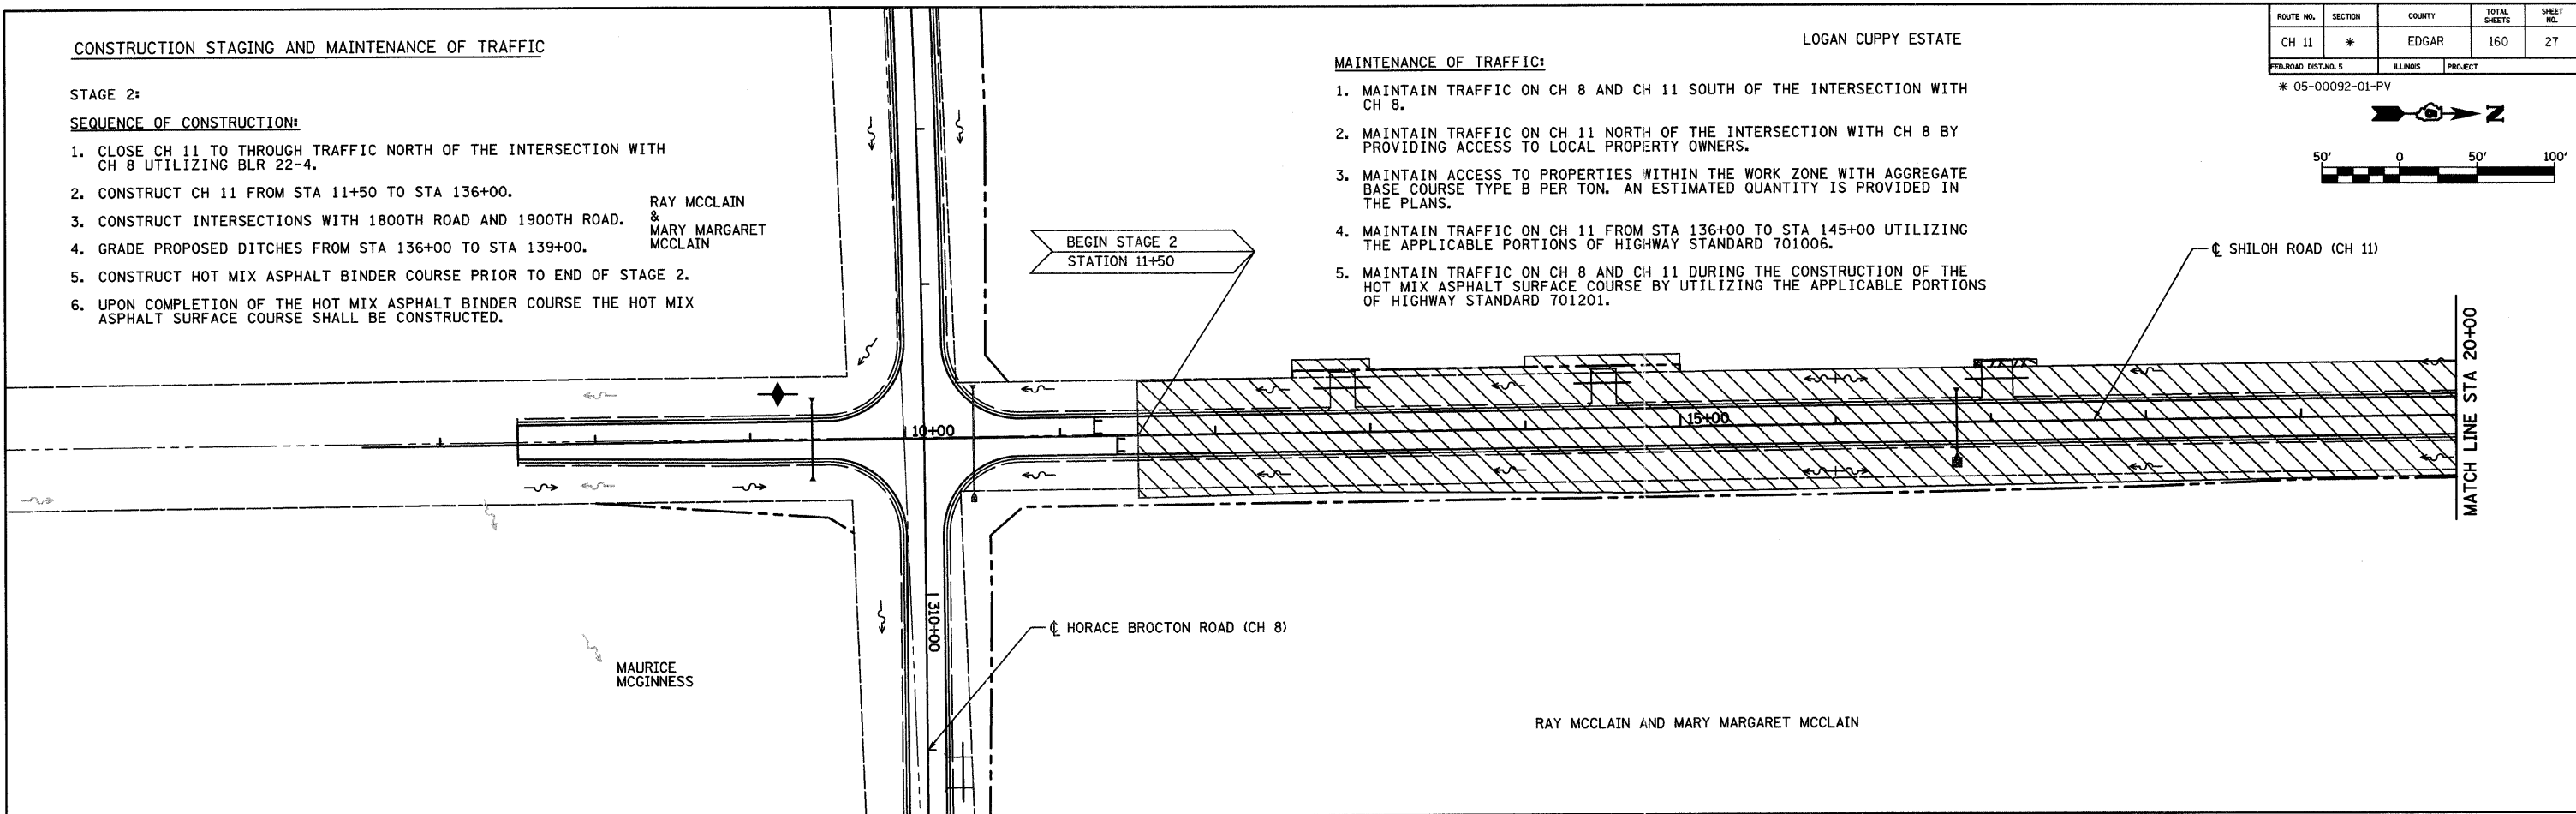 CONSTRUCTION STAGING AND MAINTENANCE OF TRAFFIC
STAGE 2:
SEQUENCE OF CONSTRUCTION:
1. CLOSE CH 11 TO THROUGH TRAFFIC NORTH OF THE INTERSECTION WITH
CH 8 UTILIZING BLR 22-4.
2. CONSTRUCT CH 11 FROM STA 11+50 TO STA 136+00.
3. CONSTRUCT INTERSECTIONS WITH 1800TH ROAD AND 1900TH ROAD.
4. GRADE PROPOSED DITCHES FROM STA 136+00 TO STA 139+00.
5. CONSTRUCT HOT MIX ASPHALT BINDER COURSE PRIOR TO END OF STAGE 2.
6. UPON COMPLETION OF THE HOT MIX ASPHALT BINDER COURSE THE HOT MIX
ASPHALT SURFACE COURSE SHALL BE CONSTRUCTED.
RAY MCCLAIN
&
MARY MARGARET
MCCLAIN
BEGIN STAGE 2
STATION 11+50
LOGAN CUPPY ESTATE
MAINTENANCE OF TRAFFIC:
1. MAINTAIN TRAFFIC ON CH 8 AND CH 11 SOUTH OF THE INTERSECTION WITH
CH 8.
2. MAINTAIN TRAFFIC ON CH 11 NORTH OF THE INTERSECTION WITH CH 8 BY
PROVIDING ACCESS TO LOCAL PROPERTY OWNERS.
3. MAINTAIN ACCESS TO PROPERTIES WITHIN THE WORK ZONE WITH AGGREGATE
BASE COURSE TYPE B PER TON. AN ESTIMATED QUANTITY IS PROVIDED IN
THE PLANS.
4. MAINTAIN TRAFFIC ON CH 11 FROM STA 136+00 TO STA 145+00 UTILIZING
THE APPLICABLE PORTIONS OF HIGHWAY STANDARD 701006.
5. MAINTAIN TRAFFIC ON CH 8 AND CH 11 DURING THE CONSTRUCTION OF THE
HOT MIX ASPHALT SURFACE COURSE BY UTILIZING THE APPLICABLE PORTIONS
OF HIGHWAY STANDARD 701201.
ROUTE NO. SECTION COUNTY TOTAL SHEETS SHEET NO.
CH 11 * EDGAR 160 27
FED.ROAD DIST.NO. 5 ILLINOIS PROJECT
* 05-00092-01-PV
N
50' 0 50' 100'
℄ SHILOH ROAD (CH 11)
MATCH LINE STA 20+00
10+00
15+00
310+00
℄ HORACE BROCTON ROAD (CH 8)
MAURICE
MCGINNESS
RAY MCCLAIN AND MARY MARGARET MCCLAIN